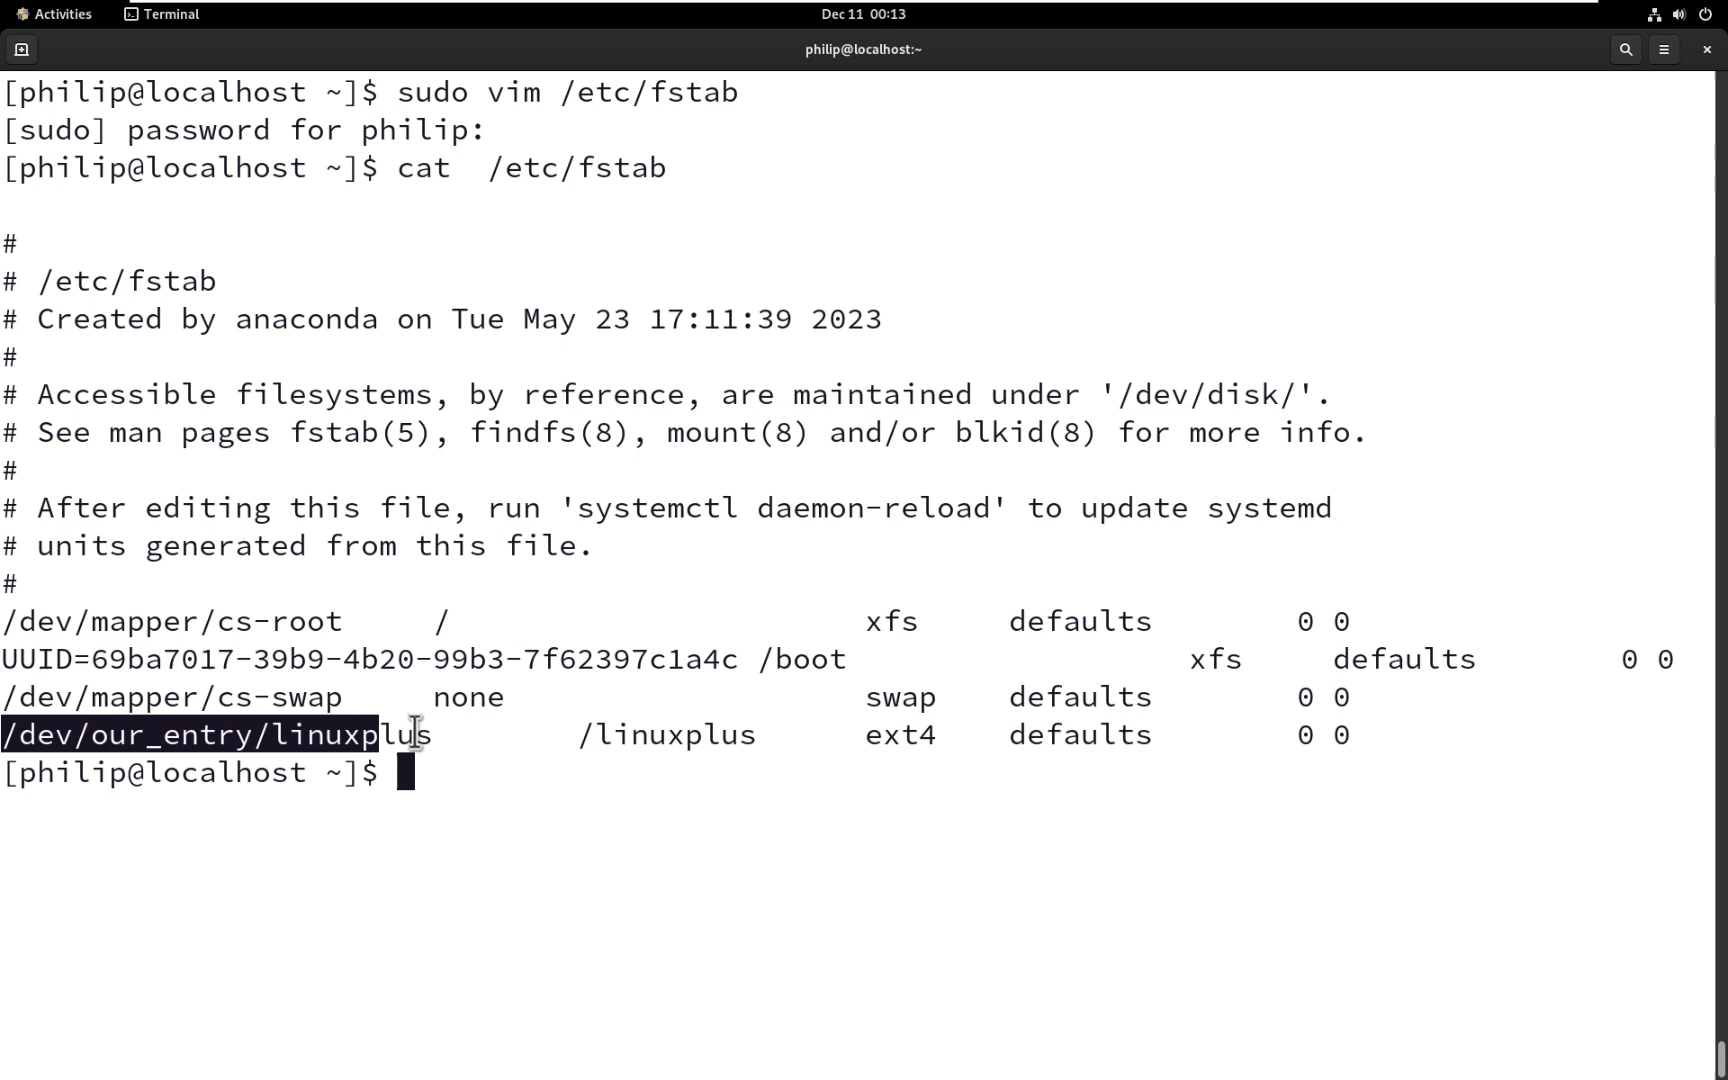 Activities Terminal Dec 11 00:13
philip@localhost:~
[philip@localhost ~]$ sudo vim /etc/fstab
[sudo] password for philip:
[philip@localhost ~]$ cat  /etc/fstab
#
# /etc/fstab
# Created by anaconda on Tue May 23 17:11:39 2023
#
# Accessible filesystems, by reference, are maintained under '/dev/disk/'.
# See man pages fstab(5), findfs(8), mount(8) and/or blkid(8) for more info.
#
# After editing this file, run 'systemctl daemon-reload' to update systemd
# units generated from this file.
#
/dev/mapper/cs-root     /                       xfs     defaults        0 0
UUID=69ba7017-39b9-4b20-99b3-7f62397c1a4c /boot                   xfs     defaults        0 0
/dev/mapper/cs-swap     none                    swap    defaults        0 0
/dev/our_entry/linuxplus        /linuxplus      ext4    defaults        0 0
[philip@localhost ~]$